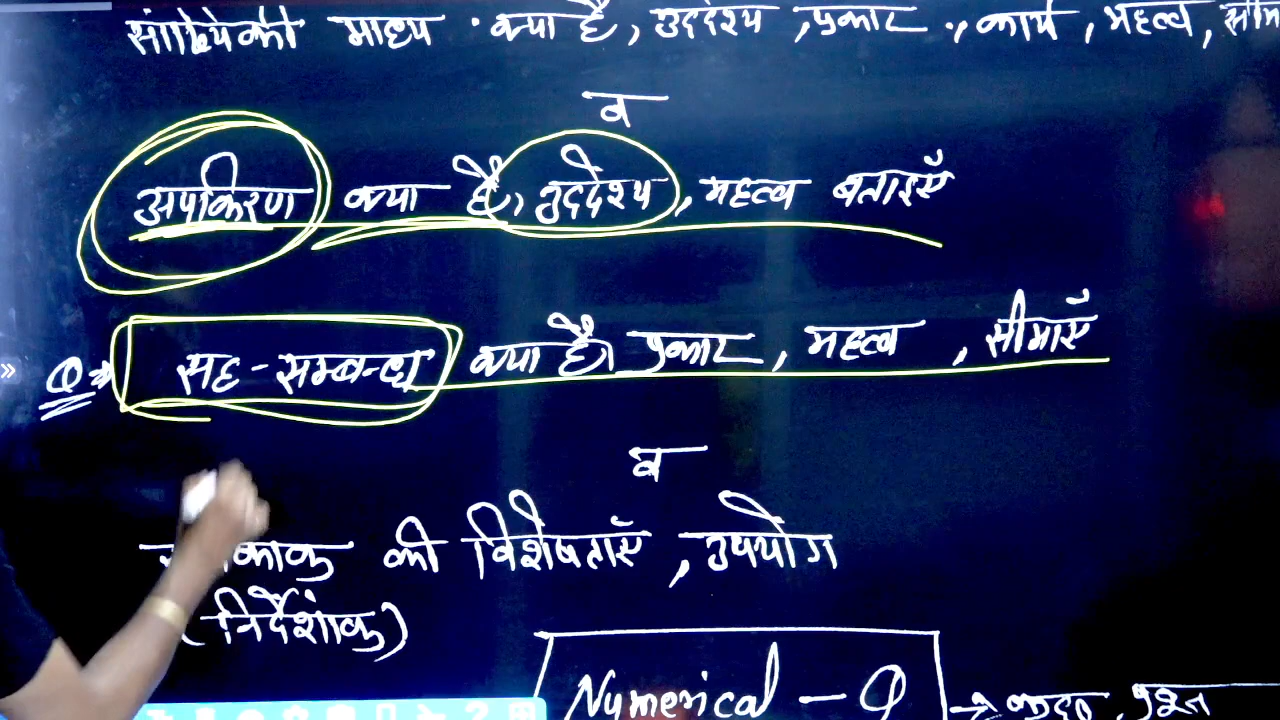 सांख्यिकी माध्य क्या है, उद्देश्य, प्रकार, कार्य, महत्व,
व
अपकिरण क्या है, उद्देश्य, महत्व बताइएँ
Q ⇒ सह-सम्बन्ध क्या है। प्रकार, महत्व, सीमाएँ
व
की विशेषताएँ, उपयोग
(निर्देशांक)
Numerical - Q →